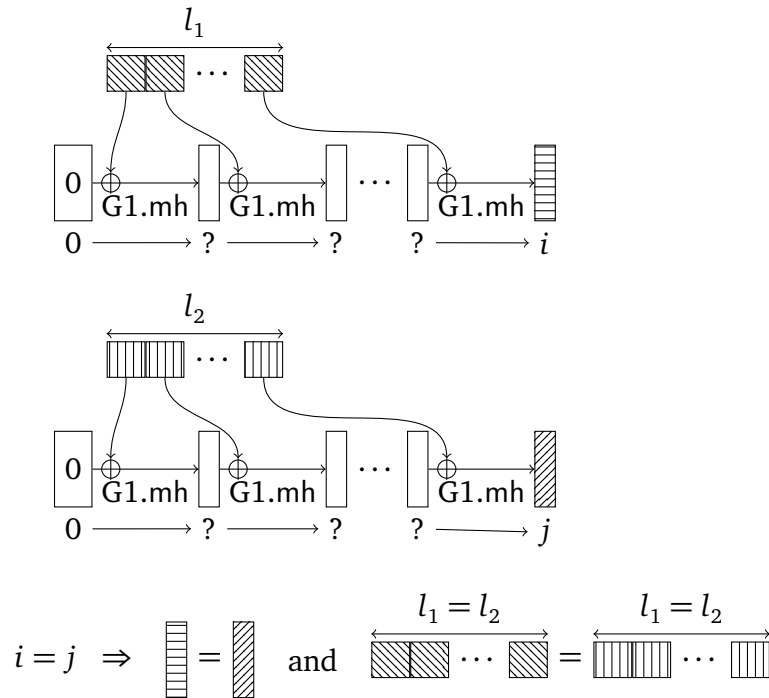 l₁
···
0 ···
G1.mh G1.mh G1.mh
0 ? ? ? i
l₂
···
0 ···
G1.mh G1.mh G1.mh
0 ? ? ? j
l₁ = l₂ l₁ = l₂
i = j ⇒ = and ··· = ···